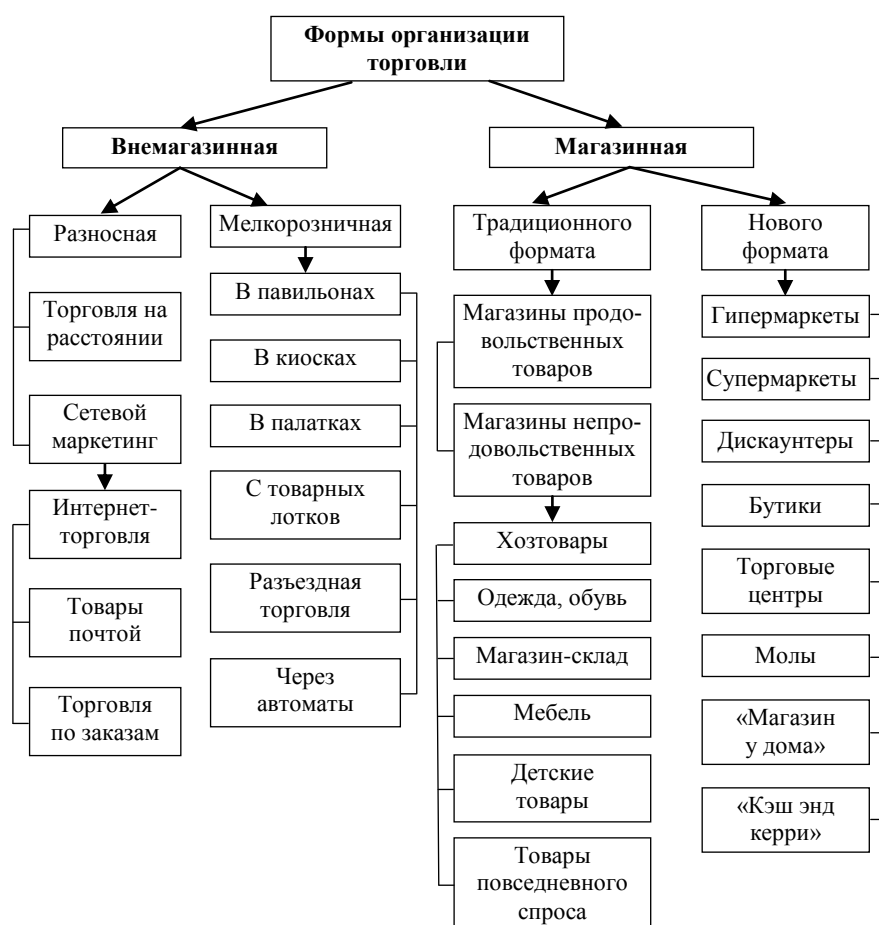 Формы организации
торговли
Внемагазинная
Магазинная
Разносная
Торговля на
расстоянии
Сетевой
маркетинг
Интернет-
торговля
Товары
почтой
Торговля
по заказам
Мелкорозничная
В павильонах
В киосках
В палатках
С товарных
лотков
Разъездная
торговля
Через
автоматы
Традиционного
формата
Магазины продо-
вольственных
товаров
Магазины непро-
довольственных
товаров
Хозтовары
Одежда, обувь
Магазин-склад
Мебель
Детские
товары
Товары
повседневного
спроса
Нового
формата
Гипермаркеты
Супермаркеты
Дискаунтеры
Бутики
Торговые
центры
Молы
«Магазин
у дома»
«Кэш энд
керри»